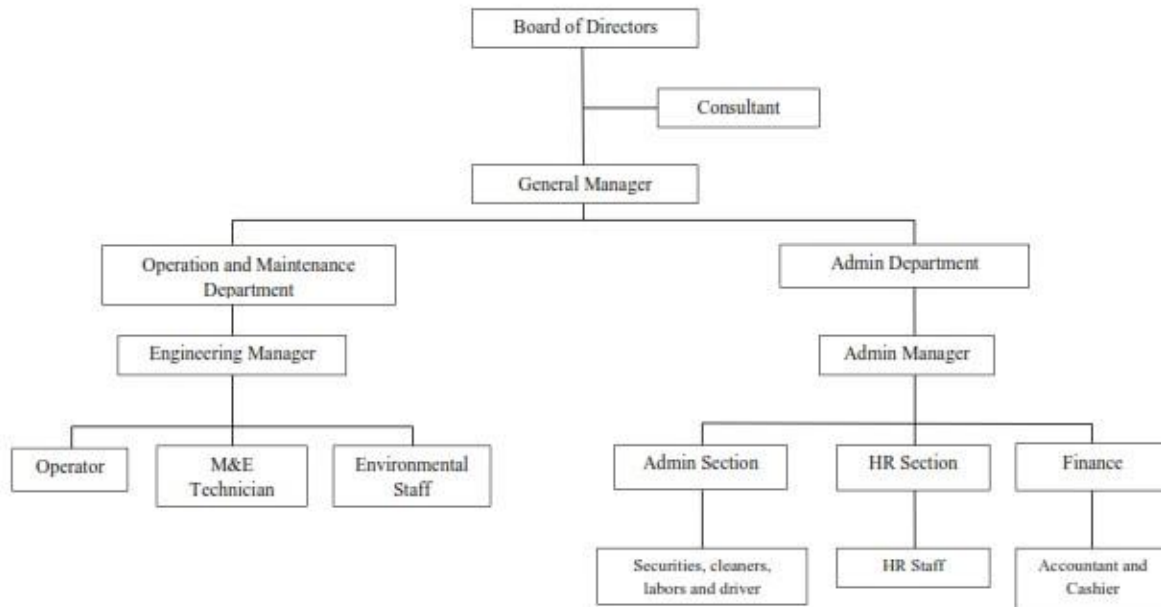 Board of Directors
Consultant
General Manager
Operation and Maintenance
Department
Admin Department
Engineering Manager
Admin Manager
Operator
M&E
Technician
Environmental
Staff
Admin Section
HR Section
Finance
Securities, cleaners,
labors and driver
HR Staff
Accountant and
Cashier